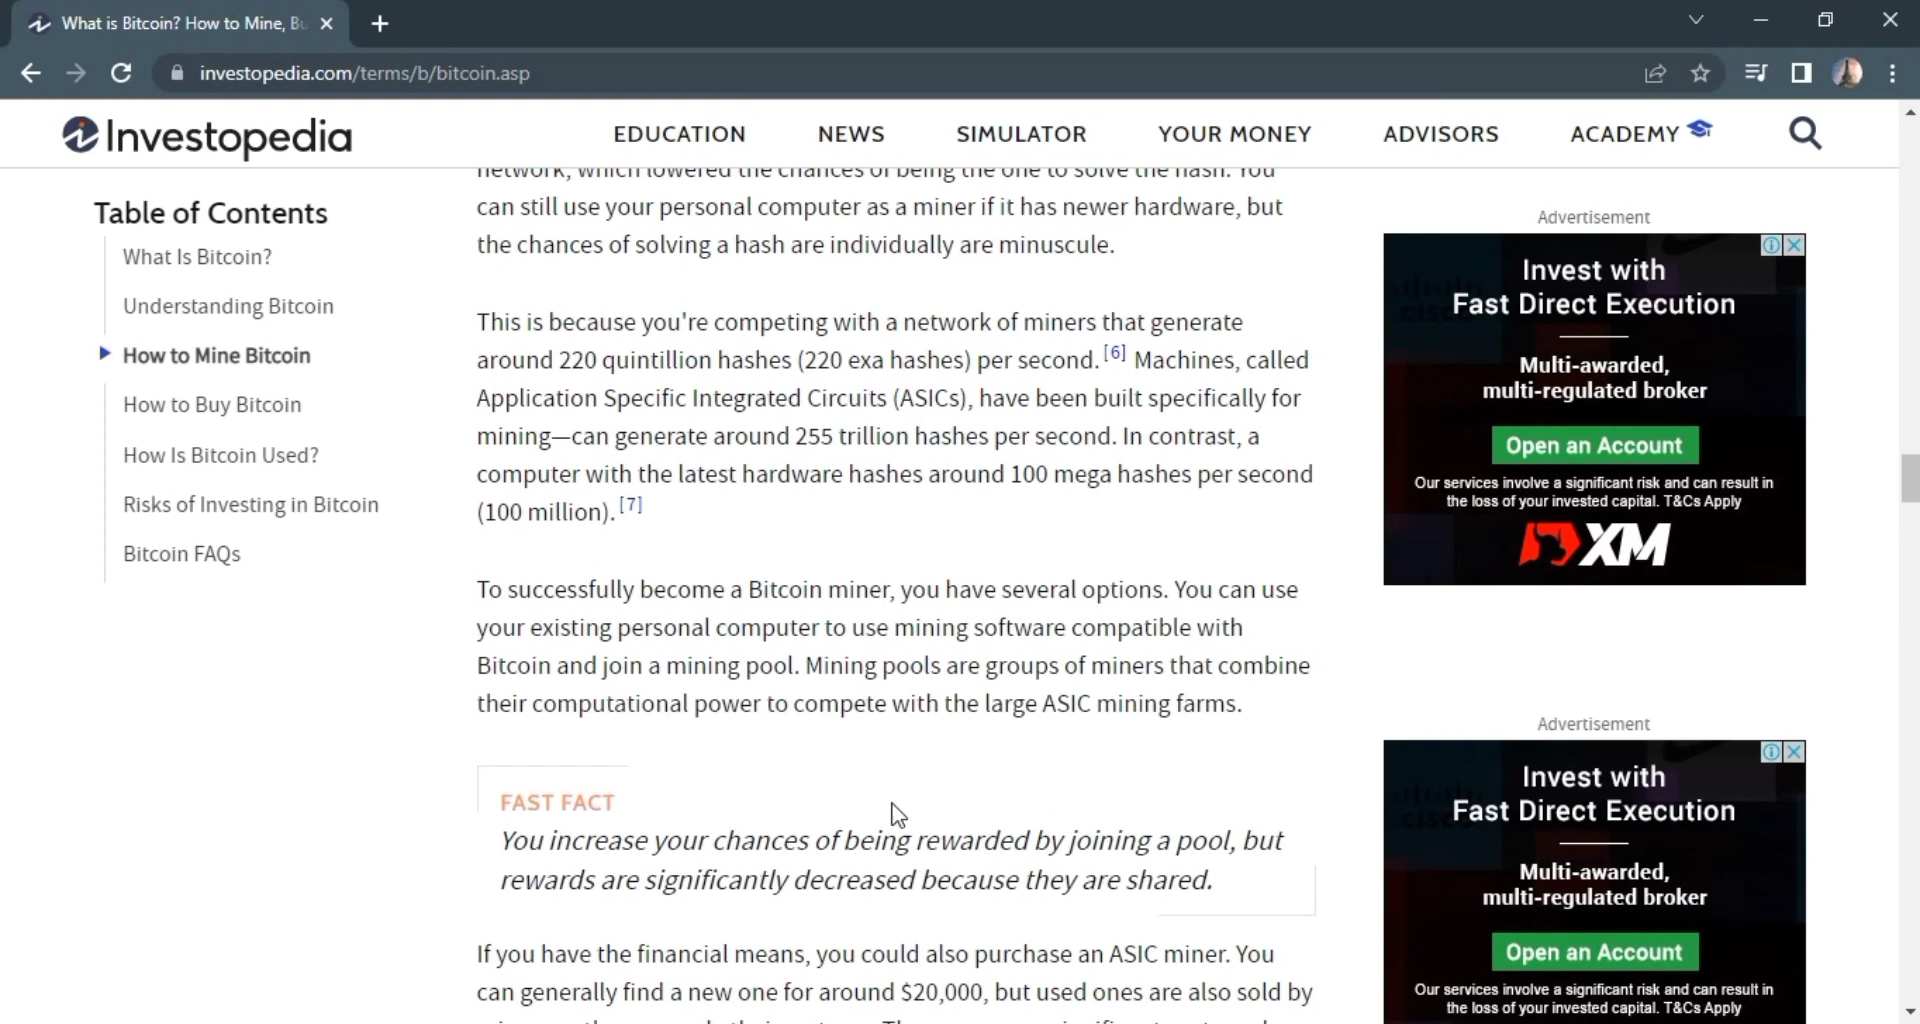 What is Bitcoin? How to Mine, Bu
investopedia.com/terms/b/bitcoin.asp
Investopedia
EDUCATION
NEWS
SIMULATOR
YOUR MONEY
ADVISORS
ACADEMY
Table of Contents
What Is Bitcoin?
Understanding Bitcoin
How to Mine Bitcoin
How to Buy Bitcoin
How Is Bitcoin Used?
Risks of Investing in Bitcoin
Bitcoin FAQs
network, which lowered the chances of being the one to solve the hash. You
can still use your personal computer as a miner if it has newer hardware, but
the chances of solving a hash are individually are minuscule.
This is because you're competing with a network of miners that generate
around 220 quintillion hashes (220 exa hashes) per second. [6] Machines, called
Application Specific Integrated Circuits (ASICs), have been built specifically for
mining—can generate around 255 trillion hashes per second. In contrast, a
computer with the latest hardware hashes around 100 mega hashes per second
(100 million). [7]
To successfully become a Bitcoin miner, you have several options. You can use
your existing personal computer to use mining software compatible with
Bitcoin and join a mining pool. Mining pools are groups of miners that combine
their computational power to compete with the large ASIC mining farms.
FAST FACT
You increase your chances of being rewarded by joining a pool, but
rewards are significantly decreased because they are shared.
If you have the financial means, you could also purchase an ASIC miner. You
can generally find a new one for around $20,000, but used ones are also sold by
Advertisement
Invest with
Fast Direct Execution
Multi-awarded,
multi-regulated broker
Open an Account
Our services involve a significant risk and can result in
the loss of your invested capital. T&Cs Apply
XM
Advertisement
Invest with
Fast Direct Execution
Multi-awarded,
multi-regulated broker
Open an Account
Our services involve a significant risk and can result in
the loss of your invested capital. T&Cs Apply